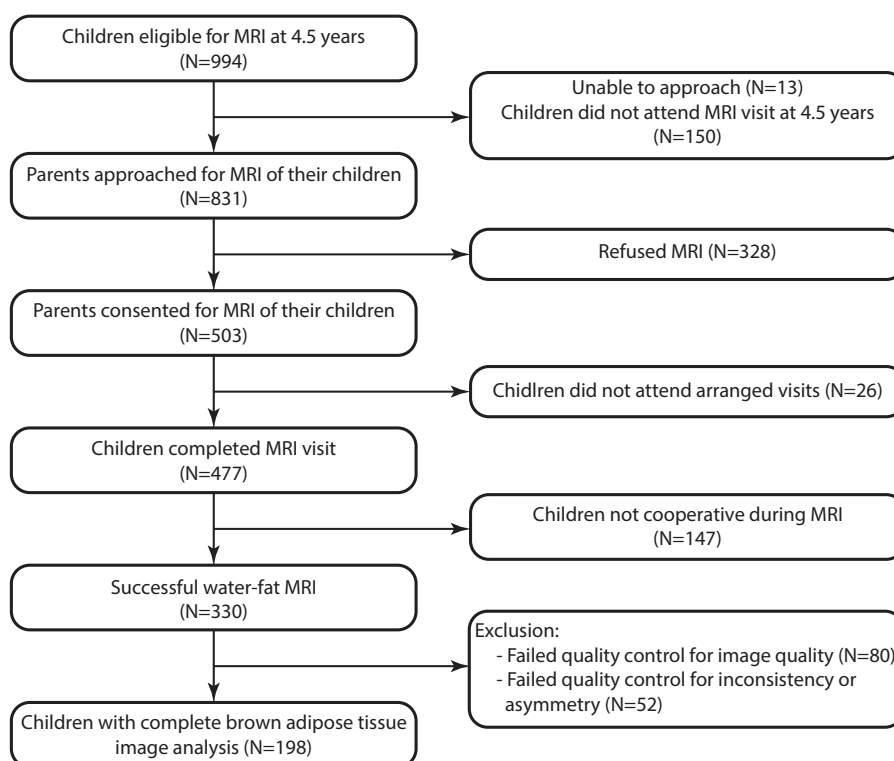 Children eligible for MRI at 4.5 years
(N=994)
Unable to approach (N=13)
Children did not attend MRI visit at 4.5 years
(N=150)
Parents approached for MRI of their children
(N=831)
Refused MRI (N=328)
Parents consented for MRI of their children
(N=503)
Chidlren did not attend arranged visits (N=26)
Children completed MRI visit
(N=477)
Children not cooperative during MRI
(N=147)
Successful water-fat MRI
(N=330)
Exclusion:
- Failed quality control for image quality (N=80)
- Failed quality control for inconsistency or
asymmetry (N=52)
Children with complete brown adipose tissue
image analysis (N=198)